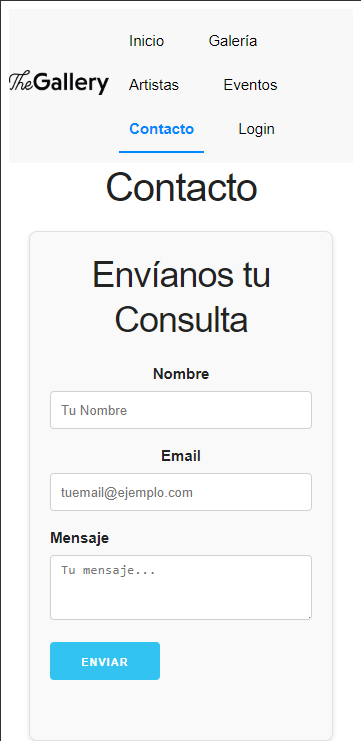 TheGallery
Inicio Galería
Artistas Eventos
Contacto Login
Contacto
Envíanos tu
Consulta
Nombre
Tu Nombre
Email
tuemail@ejemplo.com
Mensaje
Tu mensaje...
ENVIAR